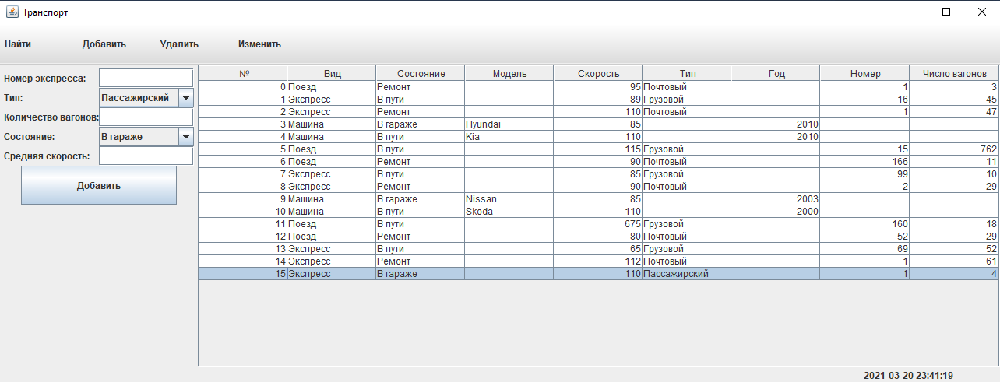 Транспорт
Найти Добавить Удалить Изменить
Номер экспресса:
Тип: Пассажирский
Количество вагонов:
Состояние: В гараже
Средняя скорость:
Добавить
№ Вид Состояние Модель Скорость Тип Год Номер Число вагонов
0 Поезд Ремонт 95 Почтовый 1 3
1 Экспресс В пути 89 Грузовой 16 45
2 Экспресс Ремонт 110 Почтовый 1 47
3 Машина В гараже Hyundai 85 2010
4 Машина В пути Kia 110 2010
5 Поезд В пути 115 Грузовой 15 762
6 Поезд Ремонт 90 Почтовый 166 11
7 Экспресс В пути 85 Грузовой 99 10
8 Экспресс Ремонт 90 Почтовый 2 29
9 Машина В гараже Nissan 85 2003
10 Машина В пути Skoda 110 2000
11 Поезд В пути 675 Грузовой 160 18
12 Поезд Ремонт 80 Почтовый 52 29
13 Экспресс В пути 65 Грузовой 69 52
14 Экспресс Ремонт 112 Почтовый 1 61
15 Экспресс В гараже 110 Пассажирский 1 4
2021-03-20 23:41:19